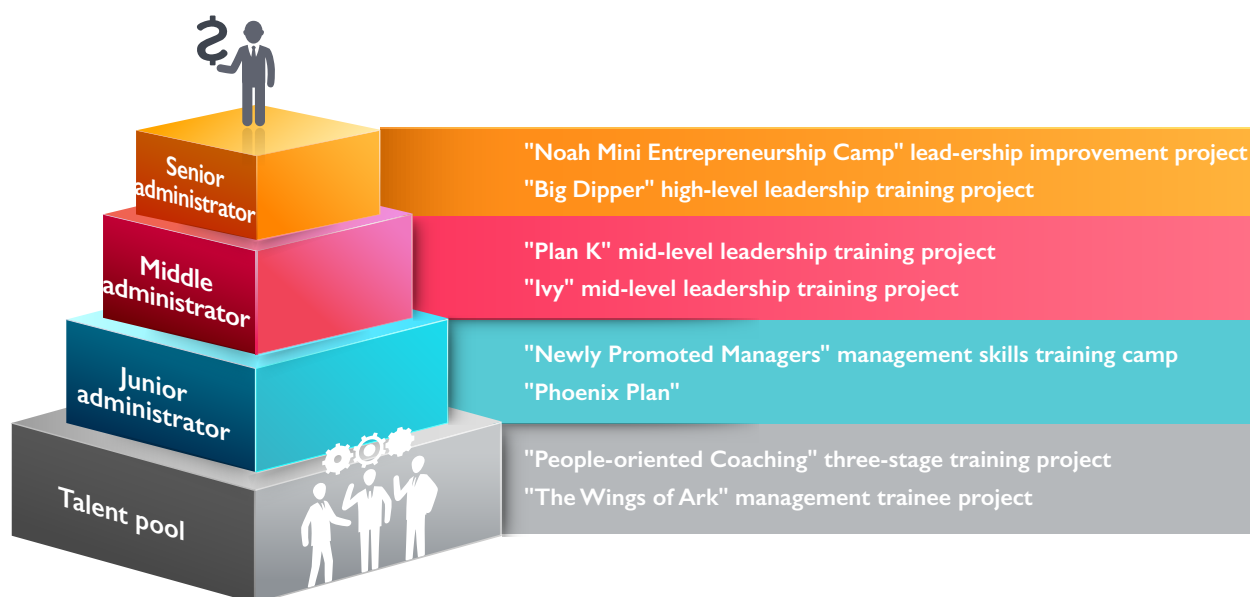 Senior
administrator
"Noah Mini Entrepreneurship Camp" lead-ership improvement project
"Big Dipper" high-level leadership training project
Middle
administrator
"Plan K" mid-level leadership training project
"Ivy" mid-level leadership training project
Junior
administrator
"Newly Promoted Managers" management skills training camp
"Phoenix Plan"
Talent pool
"People-oriented Coaching" three-stage training project
"The Wings of Ark" management trainee project